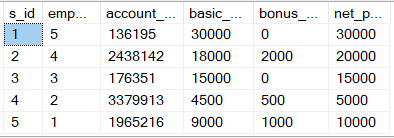 s_id emp... account_... basic_... bonus_... net_p...
1 5 136195 30000 0 30000
2 4 2438142 18000 2000 20000
3 3 176351 15000 0 15000
4 2 3379913 4500 500 5000
5 1 1965216 9000 1000 10000